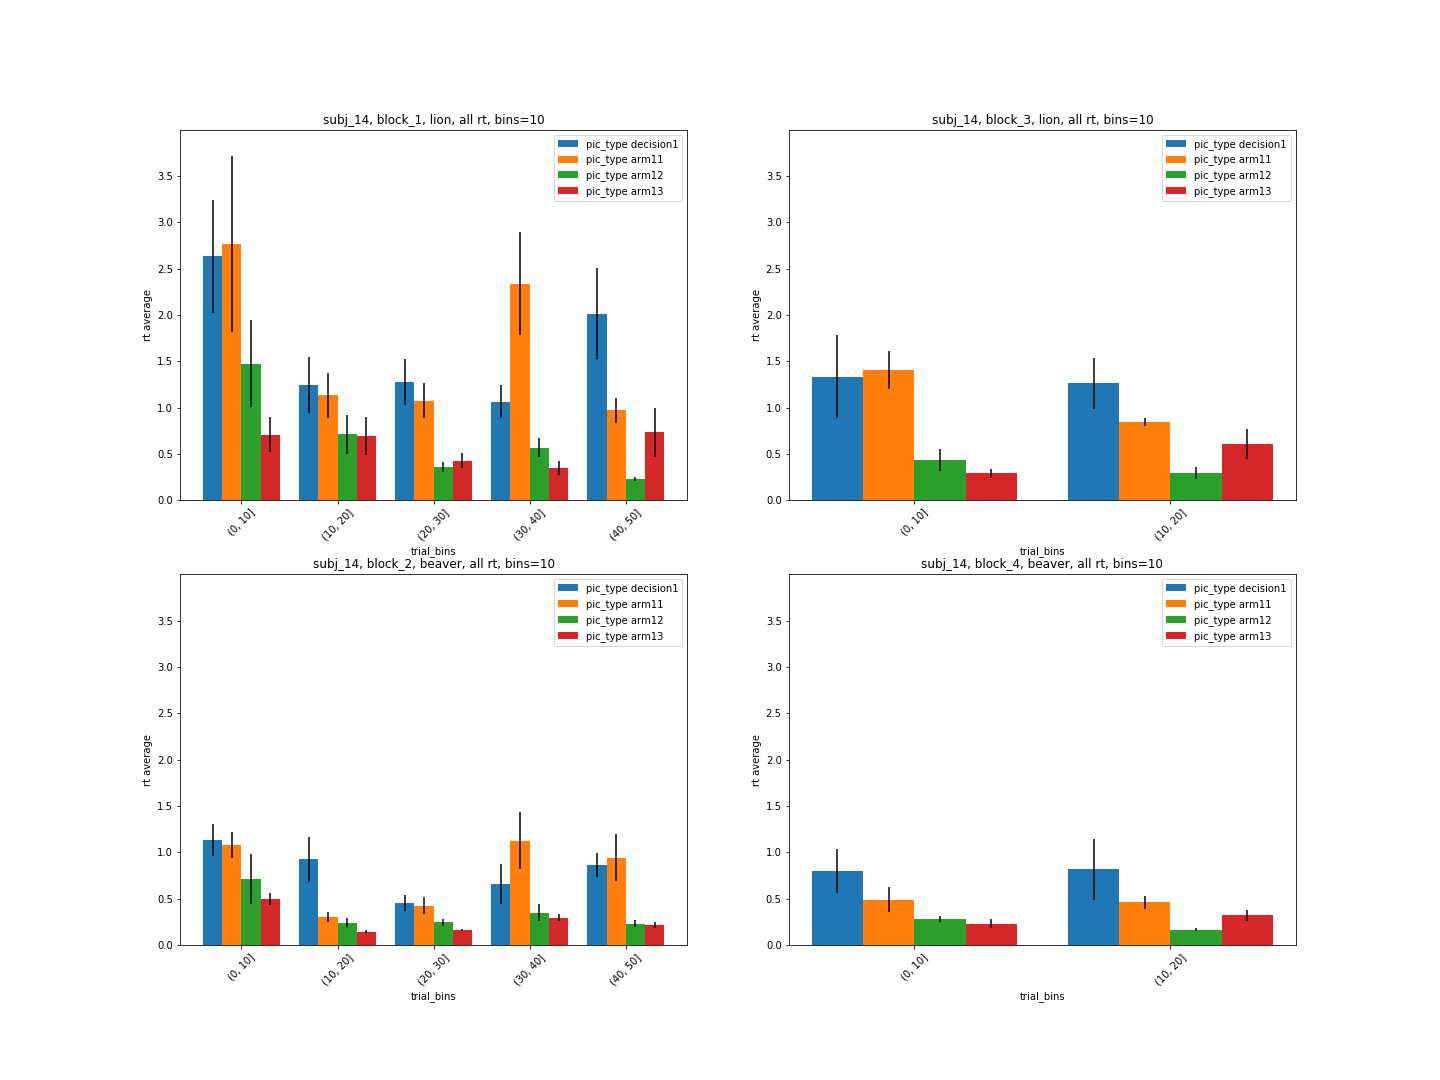 subj_14, block_1, lion, all rt, bins=10
pic_type decision1
pic_type arm11
pic_type arm12
pic_type arm13
3.5
3.0
2.5
2.0
1.5
1.0
0.5
0.0
rt average
(0, 10]
(10, 20]
(20, 30]
(30, 40]
(40, 50]
trial_bins
subj_14, block_3, lion, all rt, bins=10
pic_type decision1
pic_type arm11
pic_type arm12
pic_type arm13
3.5
3.0
2.5
2.0
1.5
1.0
0.5
0.0
rt average
(0, 10]
(10, 20]
trial_bins
subj_14, block_2, beaver, all rt, bins=10
pic_type decision1
pic_type arm11
pic_type arm12
pic_type arm13
3.5
3.0
2.5
2.0
1.5
1.0
0.5
0.0
rt average
(0, 10]
(10, 20]
(20, 30]
(30, 40]
(40, 50]
trial_bins
subj_14, block_4, beaver, all rt, bins=10
pic_type decision1
pic_type arm11
pic_type arm12
pic_type arm13
3.5
3.0
2.5
2.0
1.5
1.0
0.5
0.0
rt average
(0, 10]
(10, 20]
trial_bins